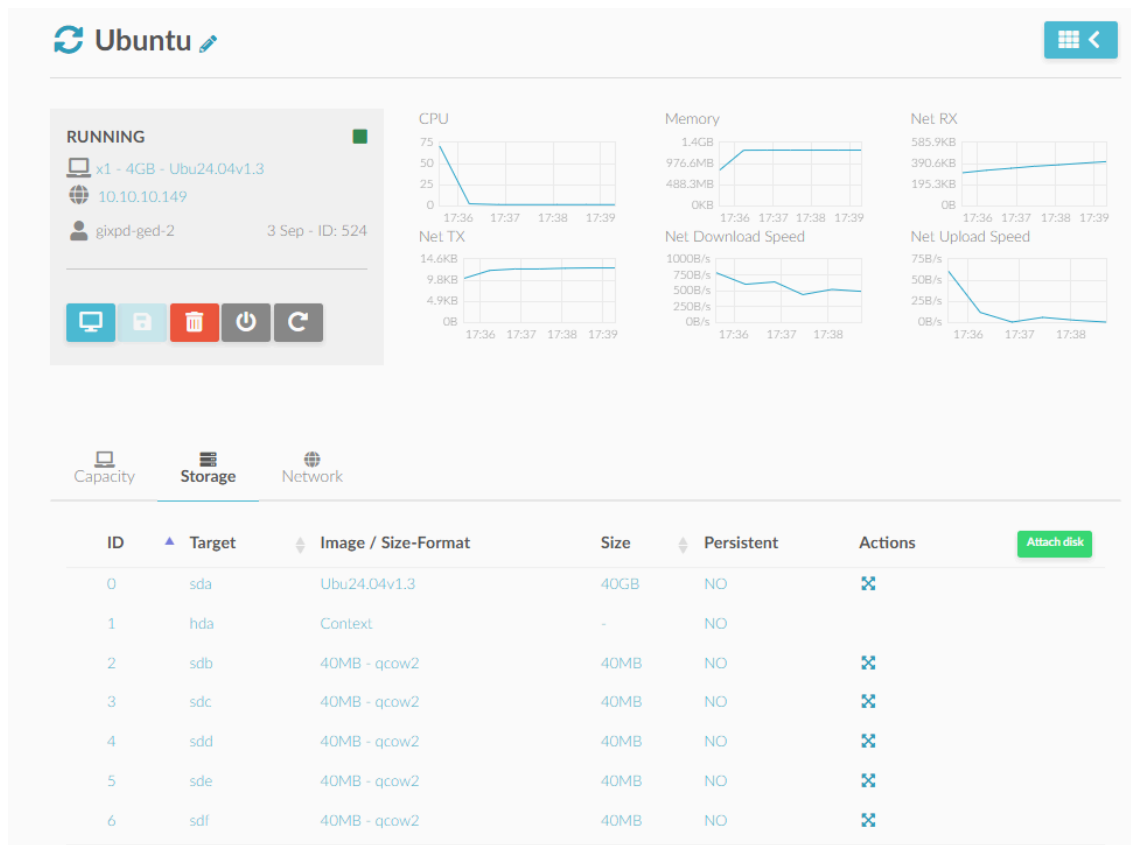 Ubuntu
RUNNING
x1 - 4GB - Ubu24.04v1.3
10.10.10.149
gixpd-ged-2 3 Sep - ID: 524
CPU
75
50
25
0
17:36 17:37 17:38 17:39
Memory
1.4GB
976.6MB
488.3MB
0KB
17:36 17:37 17:38 17:39
Net RX
585.9KB
390.6KB
195.3KB
0B
17:36 17:37 17:38 17:39
Net TX
14.6KB
9.8KB
4.9KB
0B
17:36 17:37 17:38 17:39
Net Download Speed
1000B/s
750B/s
500B/s
250B/s
0B/s
17:36 17:37 17:38
Net Upload Speed
75B/s
50B/s
25B/s
0B/s
17:36 17:37 17:38
Capacity Storage Network
ID Target Image / Size-Format Size Persistent Actions Attach disk
0 sda Ubu24.04v1.3 40GB NO
1 hda Context - NO
2 sdb 40MB - qcow2 40MB NO
3 sdc 40MB - qcow2 40MB NO
4 sdd 40MB - qcow2 40MB NO
5 sde 40MB - qcow2 40MB NO
6 sdf 40MB - qcow2 40MB NO